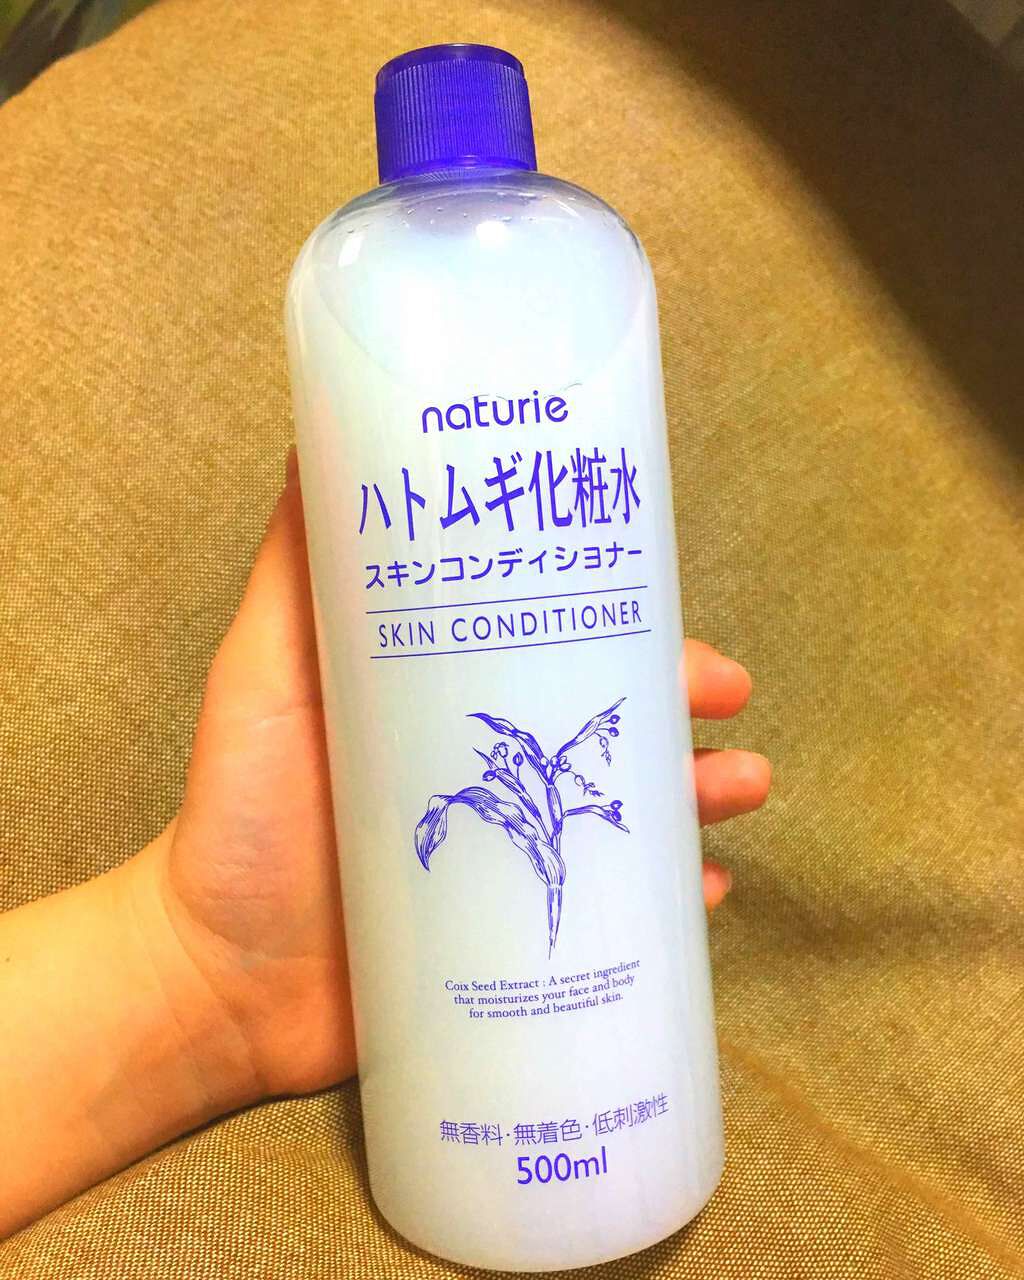 naturie
ハトムギ化粧水
スキンコンディショナー
SKIN CONDITIONER
Coix Seed Extract : A secret ingredient
that moisturizes your face and body
for smooth and beautiful skin.
無香料·無着色·低刺激性
500ml